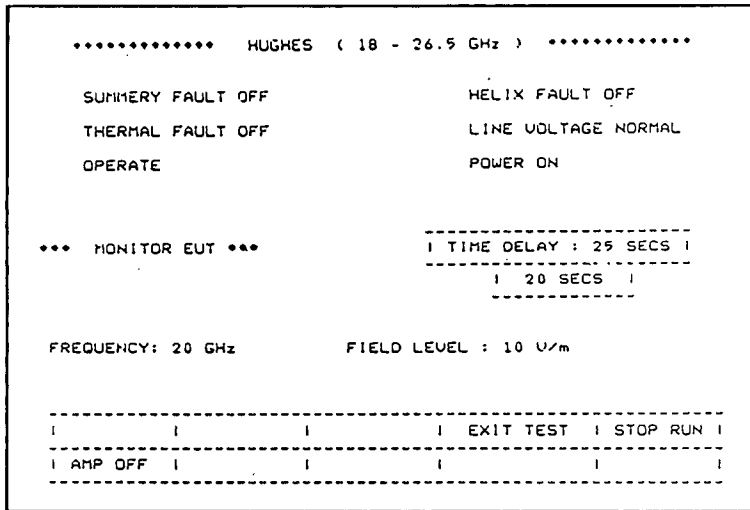 ************* HUGHES ( 18 - 26.5 GHz ) *************
SUMMERY FAULT OFF HELIX FAULT OFF
THERMAL FAULT OFF LINE VOLTAGE NORMAL
OPERATE POWER ON
*** MONITOR EUT *** | TIME DELAY : 25 SECS |
| 20 SECS |
FREQUENCY: 20 GHz FIELD LEVEL : 10 V/m
| | | | EXIT TEST | STOP RUN |
| AMP OFF | | | | |